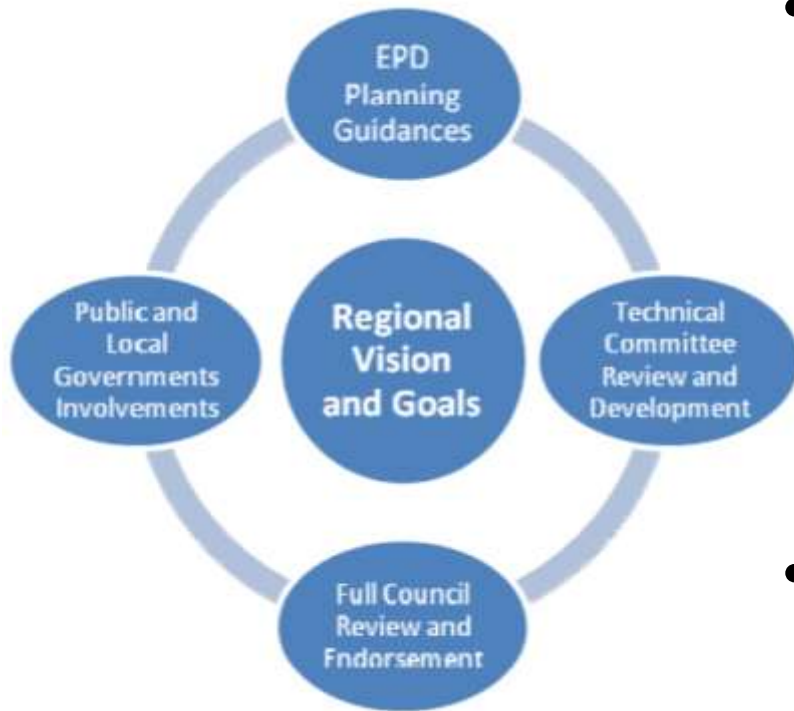 EPD
Planning
Guidances
Public and
Local
Governments
Involvements
Regional
Vision
and Goals
Technical
Committee
Review and
Development
Full Council
Review and
Endorsement